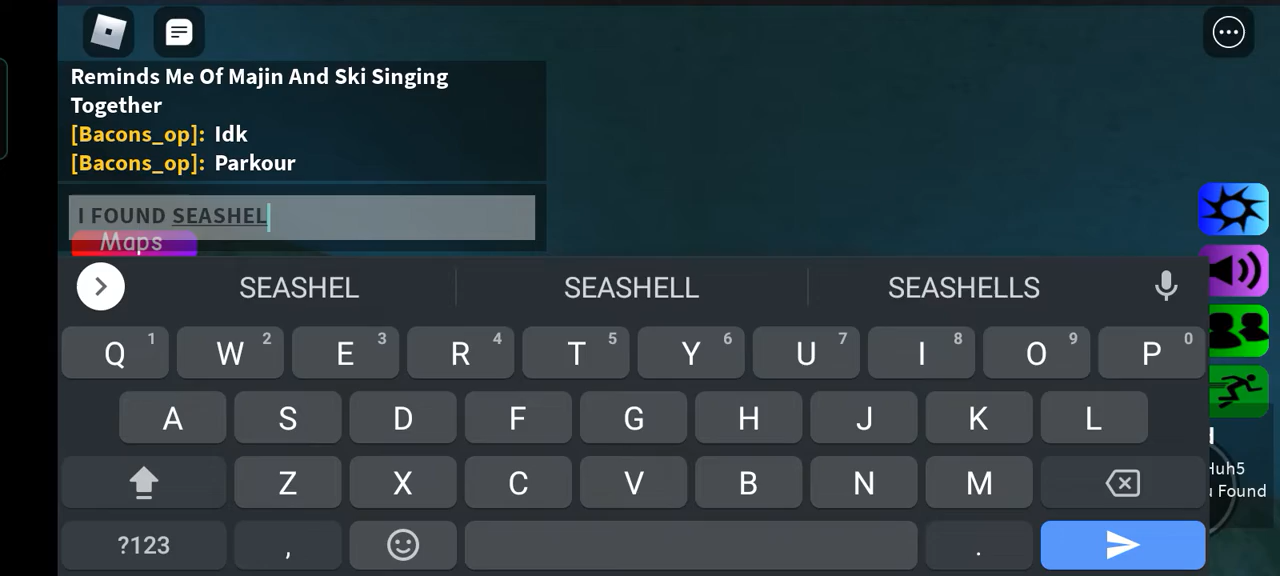 Reminds Me Of Majin And Ski Singing
Together
[Bacons_op]: Idk
[Bacons_op]: Parkour
I FOUND SEASHEL
Maps
SEASHEL SEASHELL SEASHELLS
Q 1 W 2 E 3 R 4 T 5 Y 6 U 7 I 8 O 9 P 0
A S D F G H J K L
Z X C V B N M
Huh5
Found
?123 , .